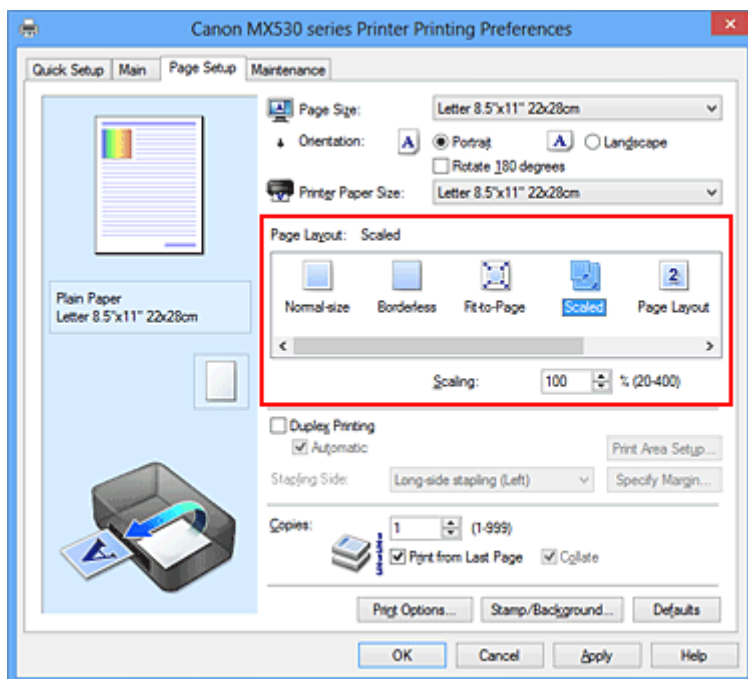 Canon MX530 series Printer Printing Preferences
Quick Setup Main Page Setup Maintenance
Page Size: Letter 8.5"x11" 22x28cm
Orientation: A Portrait A Landscape
Rotate 180 degrees
Printer Paper Size: Letter 8.5"x11" 22x28cm
Page Layout: Scaled
Normal-size Borderless Fit-to-Page Scaled 2 Page Layout
Scaling: 100 % (20-400)
Plain Paper
Letter 8.5"x11" 22x28cm
Duplex Printing
Automatic Print Area Setup...
Stapling Side: Long-side stapling (Left) Specify Margin...
Copies: 1 (1-999)
Print from Last Page Collate
A
Print Options... Stamp/Background... Defaults
OK Cancel Apply Help